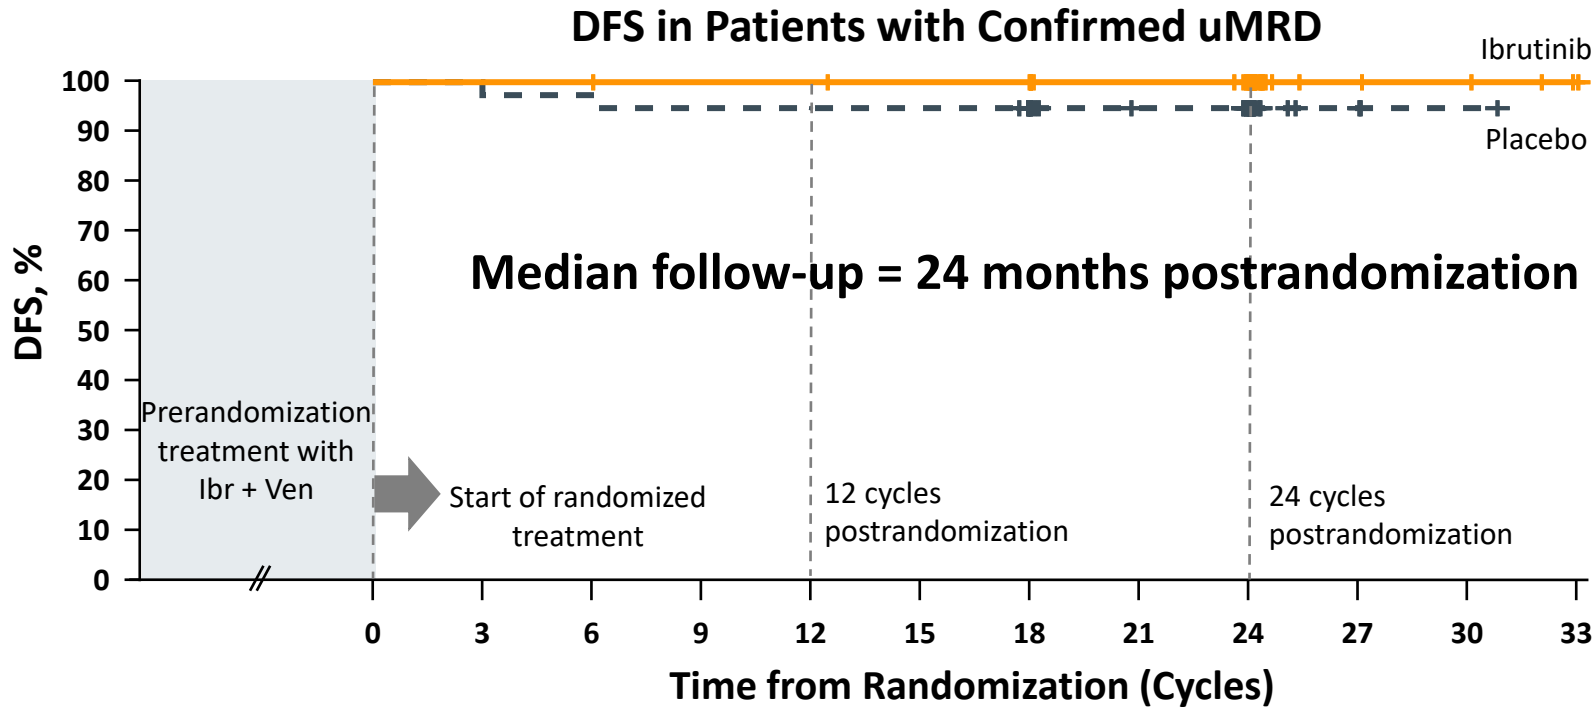 DFS in Patients with Confirmed uMRD
Ibrutinib
Placebo
DFS, %
100
90
80
70
60
50
40
30
20
10
0
Median follow-up = 24 months postrandomization
Prerandomization
treatment with
Ibr + Ven
Start of randomized
treatment
12 cycles
postrandomization
24 cycles
postrandomization
0 3 6 9 12 15 18 21 24 27 30 33
Time from Randomization (Cycles)